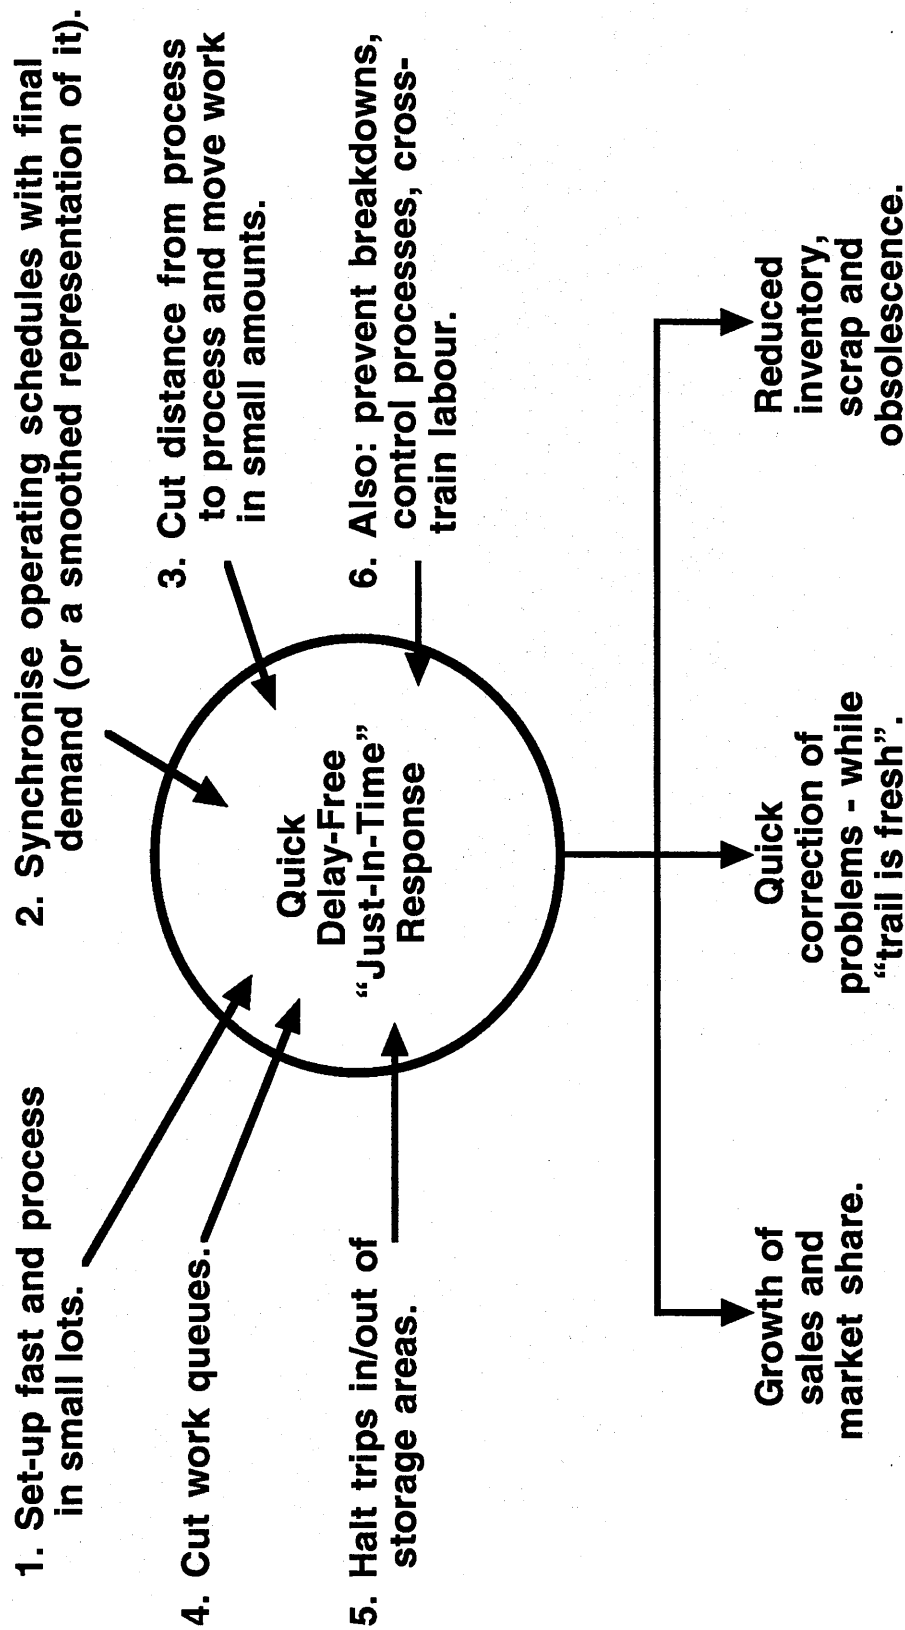 1. Set-up fast and process
in small lots.
2. Synchronise operating schedules with final
demand (or a smoothed representation of it).
3. Cut distance from process
to process and move work
in small amounts.
4. Cut work queues.
5. Halt trips in/out of
storage areas.
6. Also: prevent breakdowns,
control processes, cross-
train labour.
Quick
Delay-Free
“Just-In-Time”
Response
Growth of
sales and
market share.
Quick
correction of
problems - while
“trail is fresh”.
Reduced
inventory,
scrap and
obsolescence.